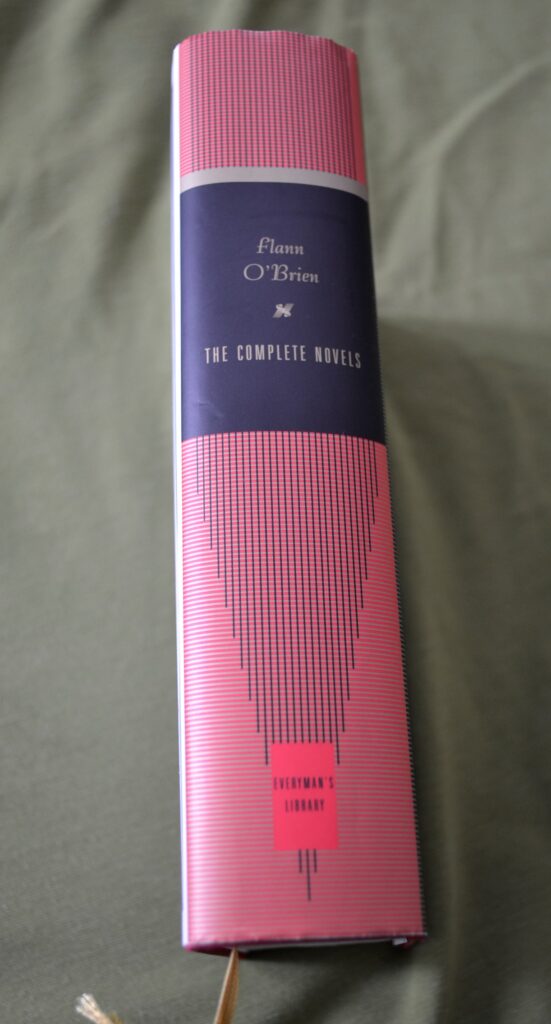 Flann
O'Brien
THE COMPLETE NOVELS
EVERYMAN'S
LIBRARY